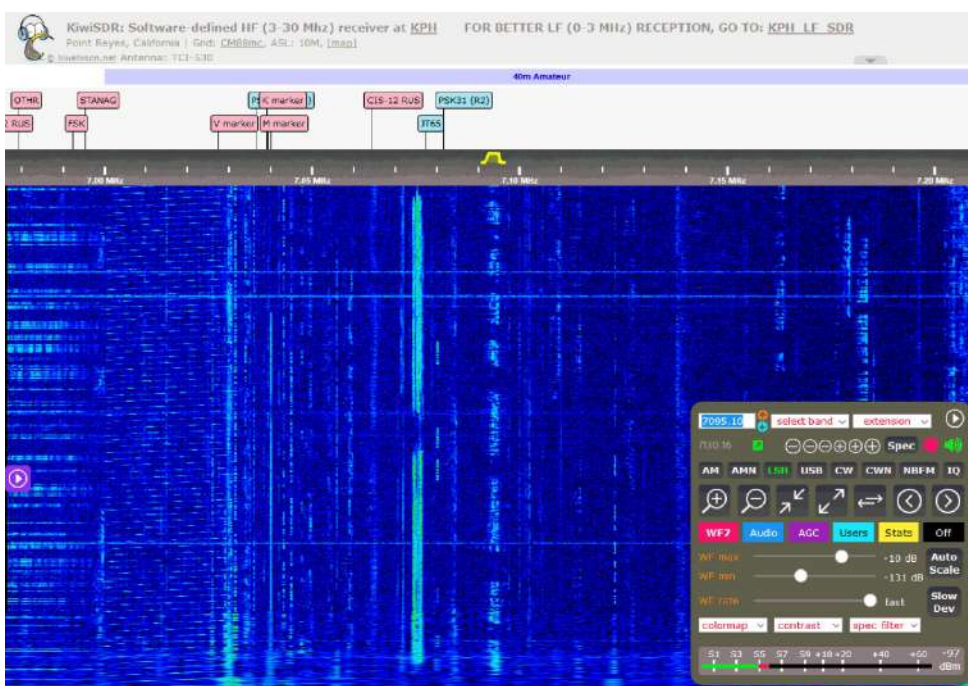 KiwiSDR: Software-defined HF (3-30 Mhz) receiver at KPH FOR BETTER LF (0-3 MHz) RECEPTION, GO TO: KPH LF SDR
Point Reyes, California | Grid: CM88mc, ASL: 10M, [map]
Antenna: TCI-530
40m Amateur
OTHR STANAG K marker CIS-12 RUS PSK31 (R2)
RUS FSK V marker M marker JT65
7.00 MHz 7.05 MHz 7.10 MHz 7.15 MHz 7.20 MHz
7095.10 select band extension
Spec
AM AMN LSB USB CW CWN NBFM IQ
WF7 Audio AGC Users Stats Off
WF max -10 dB Auto Scale
WF min -131 dB
WF rate fast Slow Dev
colormap contrast spec filter
S1 S3 S5 S7 S9 +10 +20 +40 +60 -97 dBm